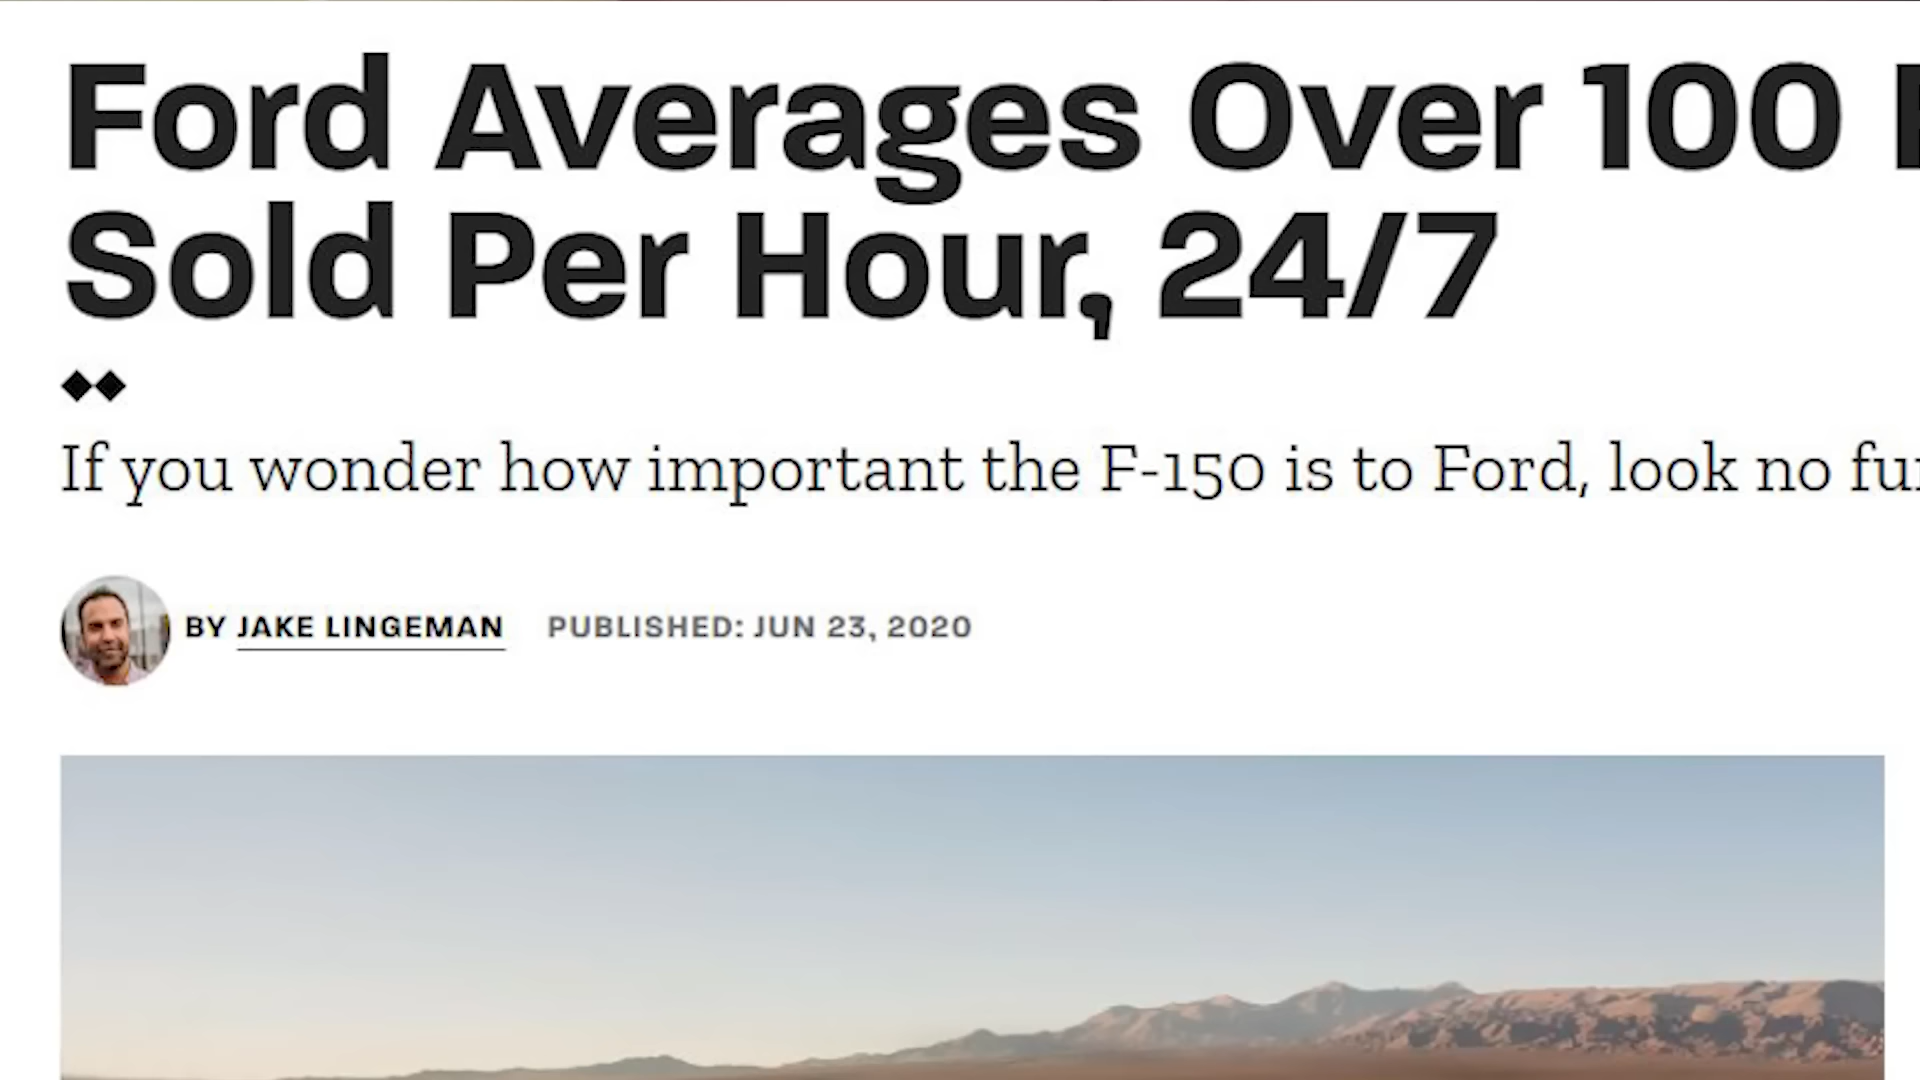 Ford Averages Over 100
Sold Per Hour, 24/7
If you wonder how important the F-150 is to Ford, look no
BY JAKE LINGEMAN PUBLISHED: JUN 23, 2020